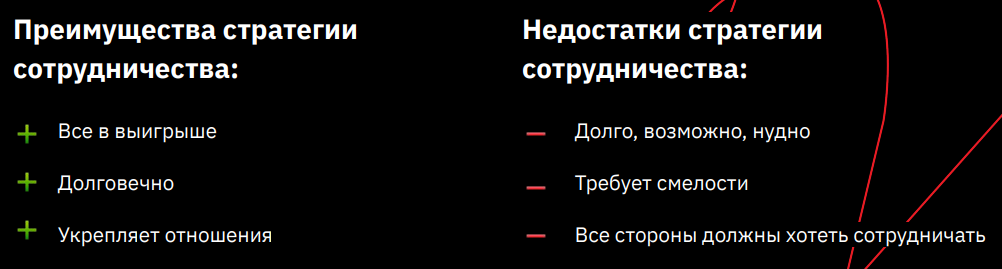 Преимущества стратегии
сотрудничества:
+ Все в выигрыше
+ Долговечно
+ Укрепляет отношения
Недостатки стратегии
сотрудничества:
− Долго, возможно, нудно
− Требует смелости
− Все стороны должны хотеть сотрудничать